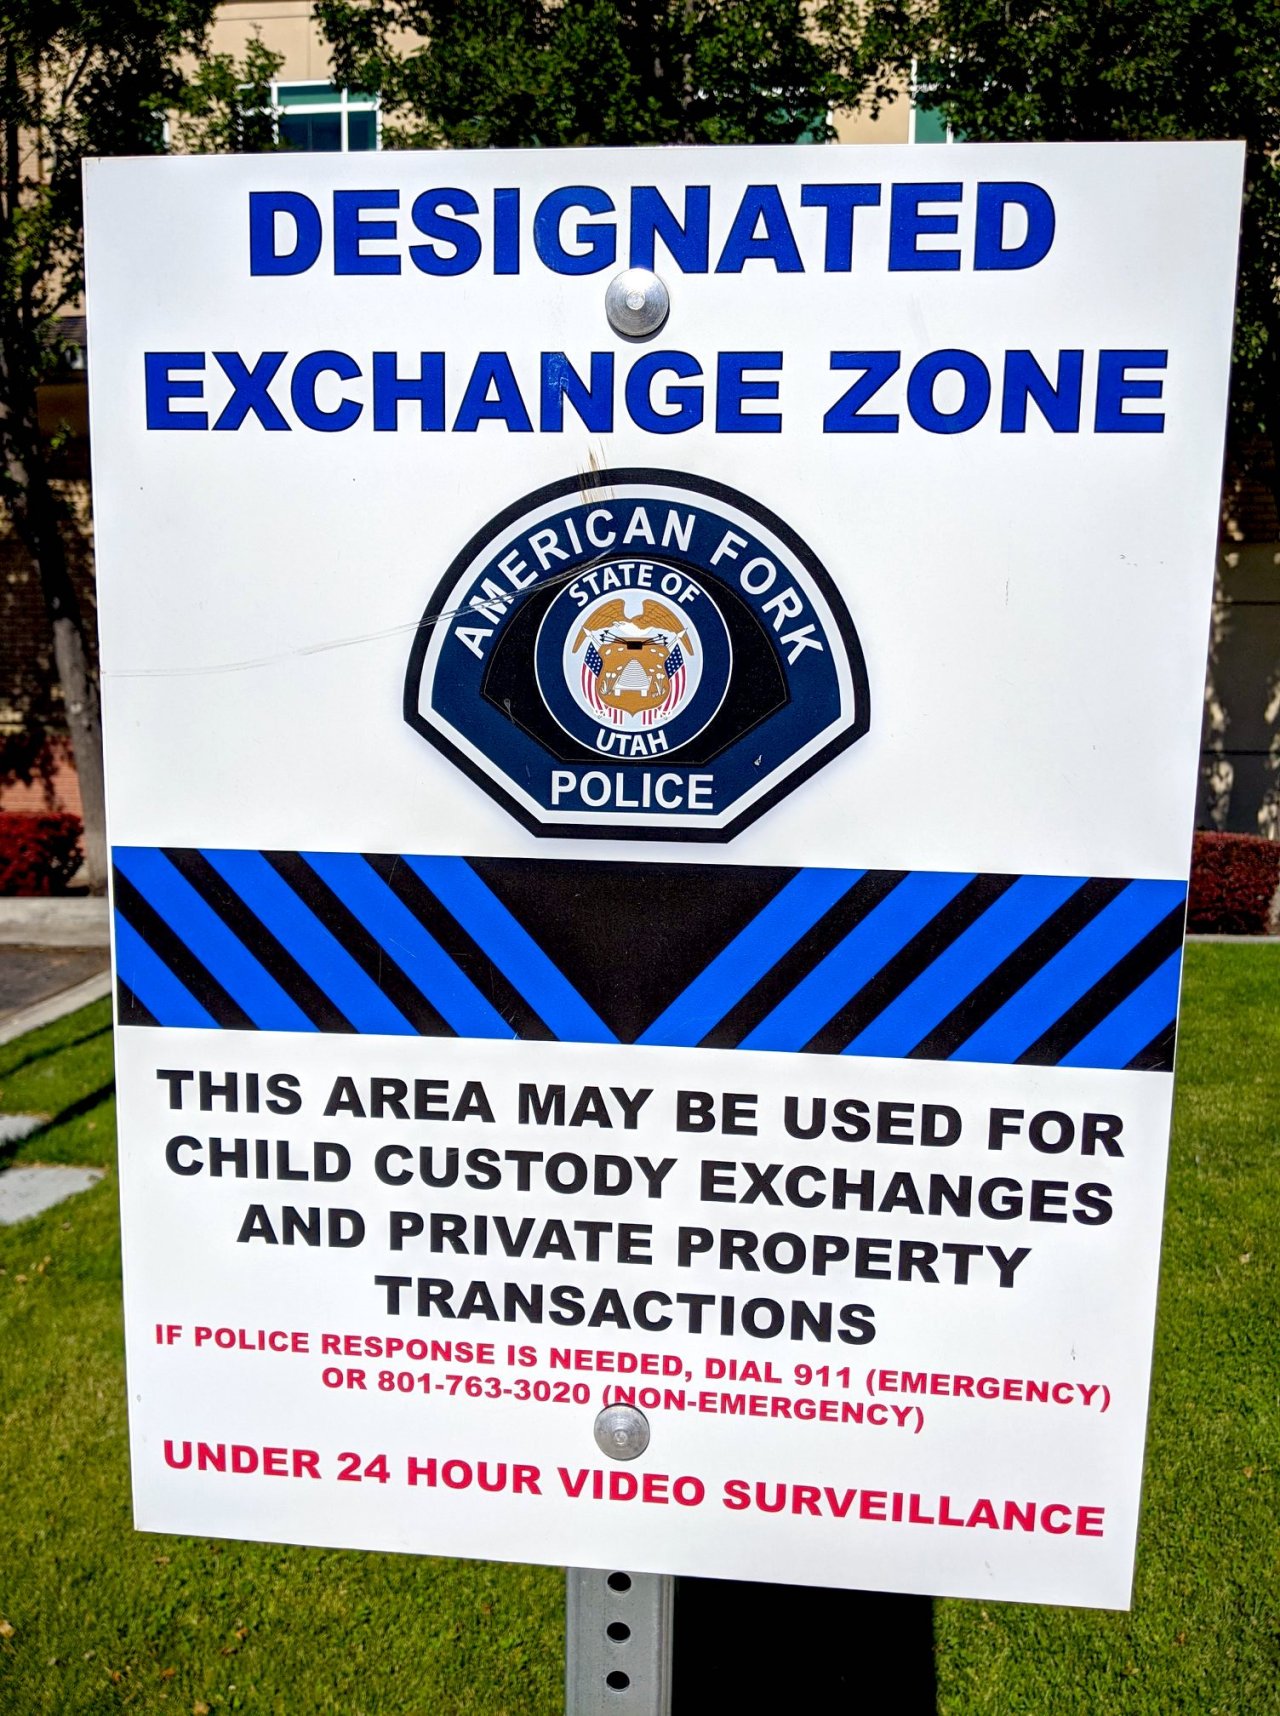 DESIGNATED
EXCHANGE ZONE
AMERICAN FORK
STATE OF
UTAH
POLICE
THIS AREA MAY BE USED FOR
CHILD CUSTODY EXCHANGES
AND PRIVATE PROPERTY
TRANSACTIONS
IF POLICE RESPONSE IS NEEDED, DIAL 911 (EMERGENCY)
OR 801-763-3020 (NON-EMERGENCY)
UNDER 24 HOUR VIDEO SURVEILLANCE